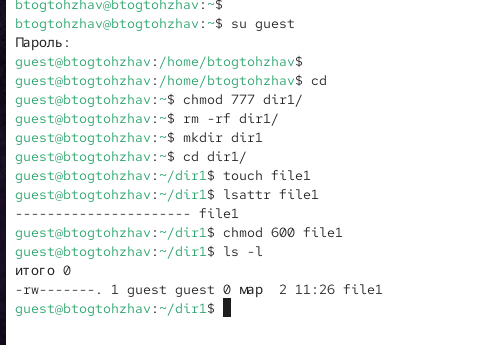 btogtohzhav@btogtohzhav:~$
btogtohzhav@btogtohzhav:~$ su guest
Пароль:
guest@btogtohzhav:/home/btogtohzhav$
guest@btogtohzhav:/home/btogtohzhav$ cd
guest@btogtohzhav:~$ chmod 777 dir1/
guest@btogtohzhav:~$ rm -rf dir1/
guest@btogtohzhav:~$ mkdir dir1
guest@btogtohzhav:~$ cd dir1/
guest@btogtohzhav:~/dir1$ touch file1
guest@btogtohzhav:~/dir1$ lsattr file1
---------------------- file1
guest@btogtohzhav:~/dir1$ chmod 600 file1
guest@btogtohzhav:~/dir1$ ls -l
итого 0
-rw-------. 1 guest guest 0 мар  2 11:26 file1
guest@btogtohzhav:~/dir1$